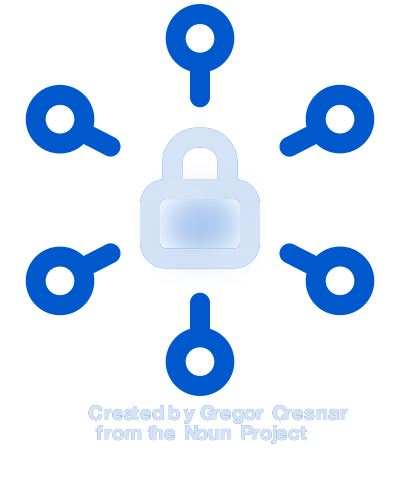 Created by Gregor Cresnar
from the Noun Project